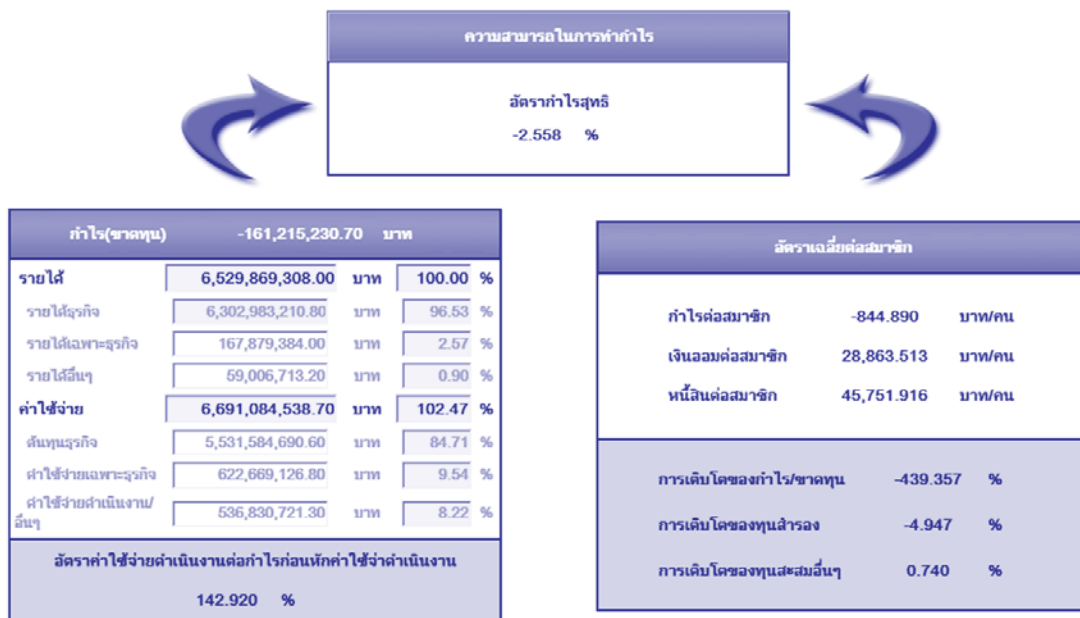 ความสามารถในการทำกำไร
อัตรากำไรสุทธิ
-2.558 %
กำไร(ขาดทุน) -161,215,230.70 บาท
รายได้ 6,529,869,308.00 บาท 100.00 %
รายได้ธุรกิจ 6,302,983,210.80 บาท 96.53 %
รายได้เฉพาะธุรกิจ 167,879,384.00 บาท 2.57 %
รายได้อื่นๆ 59,006,713.20 บาท 0.90 %
ค่าใช้จ่าย 6,691,084,538.70 บาท 102.47 %
ต้นทุนธุรกิจ 5,531,584,690.60 บาท 84.71 %
ค่าใช้จ่ายเฉพาะธุรกิจ 622,669,126.80 บาท 9.54 %
ค่าใช้จ่ายดำเนินงาน/
อื่นๆ 536,830,721.30 บาท 8.22 %
อัตราค่าใช้จ่ายดำเนินงานต่อกำไรก่อนหักค่าใช้จ่าดำเนินงาน
142.920 %
อัตราเฉลี่ยต่อสมาชิก
กำไรต่อสมาชิก -844.890 บาท/คน
เงินออมต่อสมาชิก 28,863.513 บาท/คน
หนี้สินต่อสมาชิก 45,751.916 บาท/คน
การเติบโตของกำไร/ขาดทุน -439.357 %
การเติบโตของทุนสำรอง -4.947 %
การเติบโตของทุนสะสมอื่นๆ 0.740 %